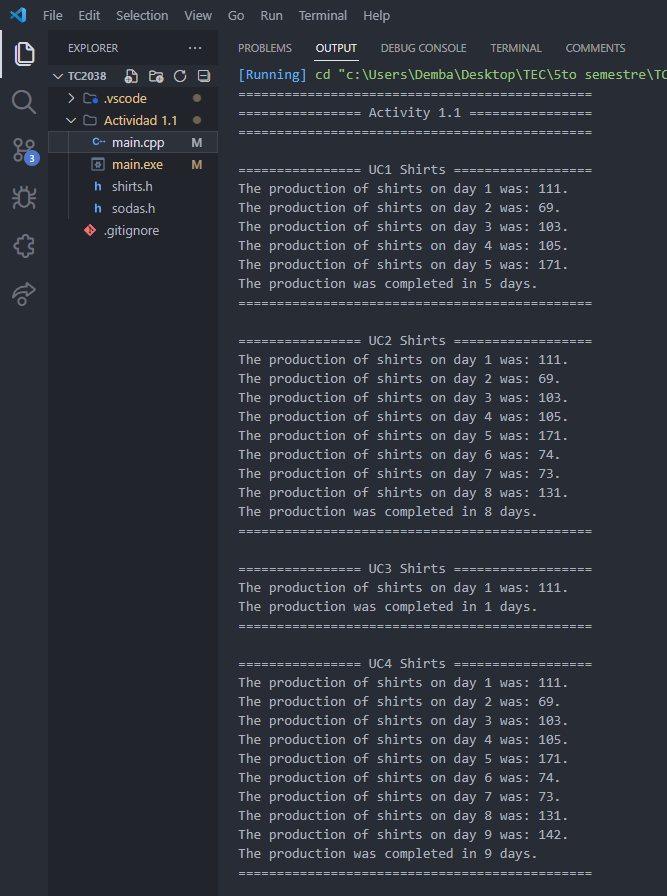 File Edit Selection View Go Run Terminal Help
EXPLORER ···
TC2038
.vscode
Actividad 1.1
main.cpp M
main.exe M
h shirts.h
h sodas.h
.gitignore
3
PROBLEMS OUTPUT DEBUG CONSOLE TERMINAL COMMENTS
[Running] cd "c:\Users\Demba\Desktop\TEC\5to semestre\TC
==============================================
================ Activity 1.1 ================
==============================================
================ UC1 Shirts ==================
The production of shirts on day 1 was: 111.
The production of shirts on day 2 was: 69.
The production of shirts on day 3 was: 103.
The production of shirts on day 4 was: 105.
The production of shirts on day 5 was: 171.
The production was completed in 5 days.
==============================================
================ UC2 Shirts ==================
The production of shirts on day 1 was: 111.
The production of shirts on day 2 was: 69.
The production of shirts on day 3 was: 103.
The production of shirts on day 4 was: 105.
The production of shirts on day 5 was: 171.
The production of shirts on day 6 was: 74.
The production of shirts on day 7 was: 73.
The production of shirts on day 8 was: 131.
The production was completed in 8 days.
==============================================
================ UC3 Shirts ==================
The production of shirts on day 1 was: 111.
The production was completed in 1 days.
==============================================
================ UC4 Shirts ==================
The production of shirts on day 1 was: 111.
The production of shirts on day 2 was: 69.
The production of shirts on day 3 was: 103.
The production of shirts on day 4 was: 105.
The production of shirts on day 5 was: 171.
The production of shirts on day 6 was: 74.
The production of shirts on day 7 was: 73.
The production of shirts on day 8 was: 131.
The production of shirts on day 9 was: 142.
The production was completed in 9 days.
==============================================